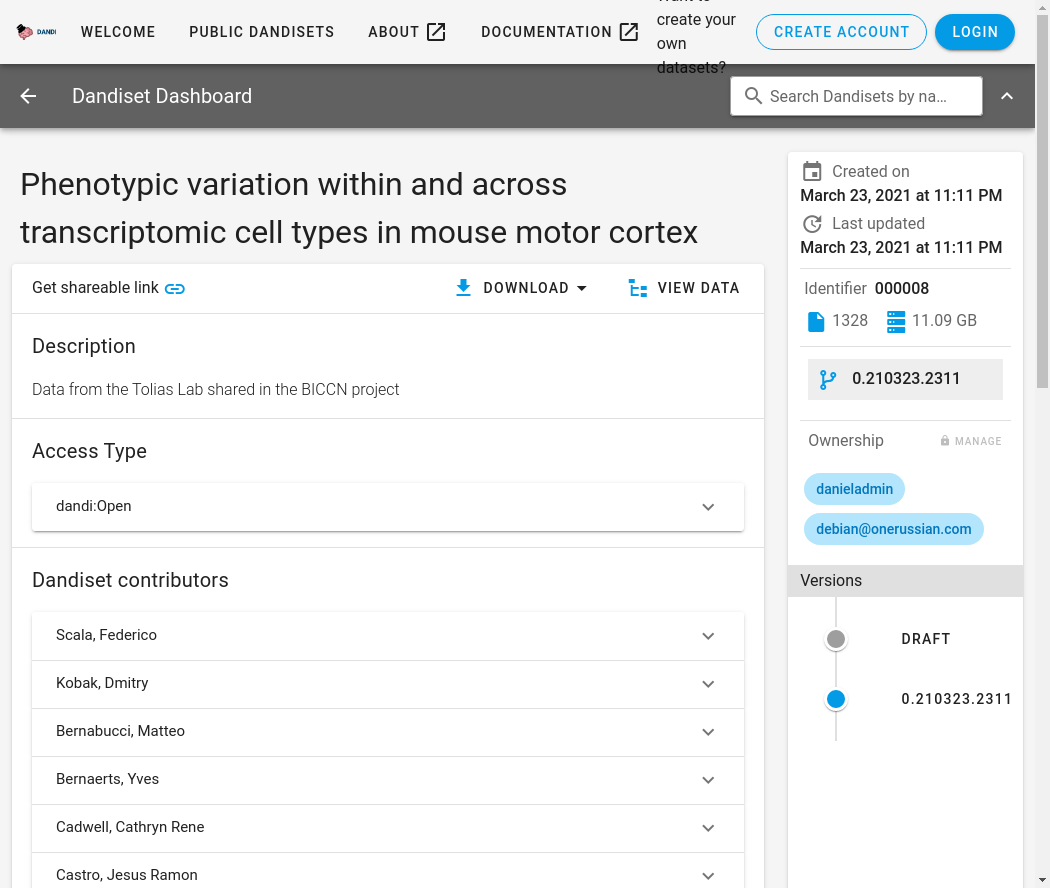 DANDI
WELCOME
PUBLIC DANDISETS
ABOUT
DOCUMENTATION
Want to
create your
own
datasets?
CREATE ACCOUNT
LOGIN
Dandiset Dashboard
Search Dandisets by na…
Phenotypic variation within and across
transcriptomic cell types in mouse motor cortex
Get shareable link
DOWNLOAD
VIEW DATA
Description
Data from the Tolias Lab shared in the BICCN project
Access Type
dandi:Open
Dandiset contributors
Scala, Federico
Kobak, Dmitry
Bernabucci, Matteo
Bernaerts, Yves
Cadwell, Cathryn Rene
Castro, Jesus Ramon
Created on
March 23, 2021 at 11:11 PM
Last updated
March 23, 2021 at 11:11 PM
Identifier 000008
1328
11.09 GB
0.210323.2311
Ownership
MANAGE
danieladmin
debian@onerussian.com
Versions
DRAFT
0.210323.2311